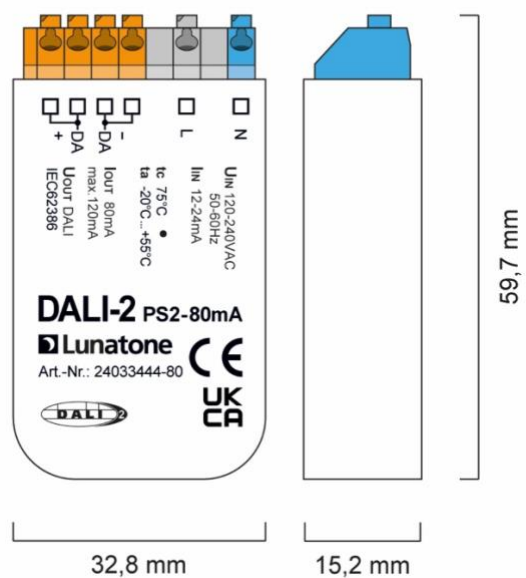 +
DA
DA
-
L
N
UOUT DALI
IEC62386
IOUT 80mA
max.120mA
tc 75°C
ta -20°C... +55°C
IIN 12-24mA
UIN 120-240VAC
50-60Hz
DALI-2 PS2-80mA
Lunatone
Art.-Nr.: 24033444-80
CE
UK
CA
DALI 2
59,7 mm
32,8 mm
15,2 mm